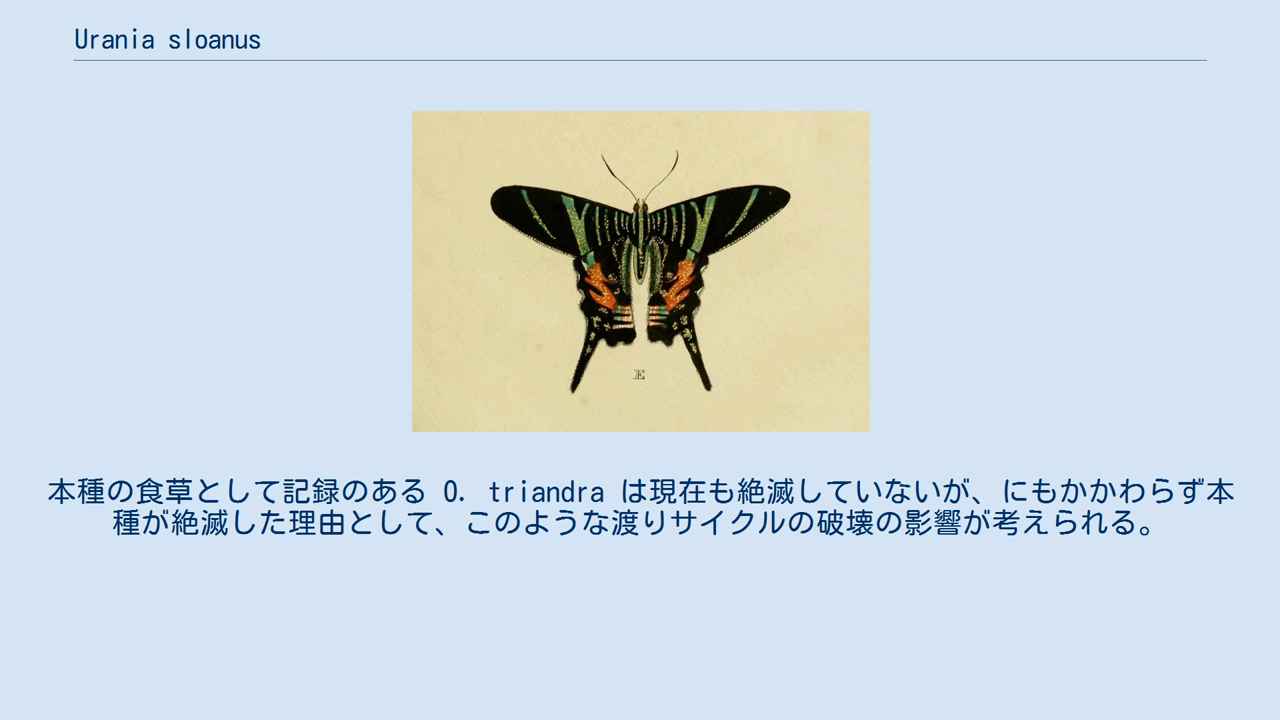 Urania sloanus
E
本種の食草として記録のある O. triandra は現在も絶滅していないが、にもかかわらず本
種が絶滅した理由として、このような渡りサイクルの破壊の影響が考えられる。